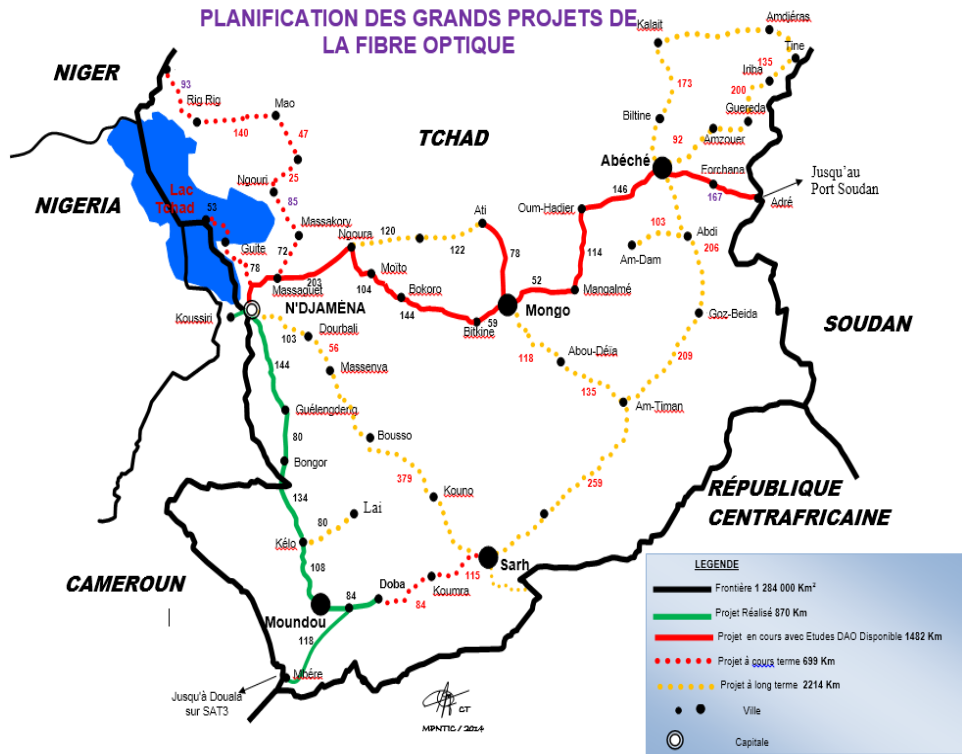 PLANIFICATION DES GRANDS PROJETS DE
LA FIBRE OPTIQUE
Kalait
Amdjéras
Tine
NIGER
93
135
Iriba
173
200
Rig Rig
Mao
Biltine
Guereda
140
47
TCHAD
92
Amzouer
Abéché
25
Forchana
Jusqu'au
Port Soudan
Ngouri
146
167
Adré
Lac
Tchad
85
NIGERIA
Oum-Hadjer
53
Massakory
Ati
103
Abdi
Ngoura
120
206
Guite
72
122
78
114
Am-Dam
78
Moïto
203
Massaguet
104
52
Mangalmé
Bokoro
Mongo
N'DJAMÉNA
144
59
Bitkine
Goz-Beida
Koussiri
103
Dourbali
SOUDAN
56
118
Abou-Déïa
209
144
Massenya
135
Am-Timan
Guélengdeng
80
Bousso
Bongor
379
259
134
Kouno
RÉPUBLIQUE
CENTRAFRICAINE
80
Lai
Kélo
108
Sarh
CAMEROUN
Doba
115
Koumra
84
84
Moundou
118
Mbére
Jusqu'à Douala
sur SAT3
CT
MPNTIC / 2014
LEGENDE
Frontière 1 284 000 Km²
Projet Réalisé 870 Km
Projet en cours avec Etudes DAO Disponible 1482 Km
Projet à cours terme 699 Km
Projet à long terme 2214 Km
Ville
Capitale